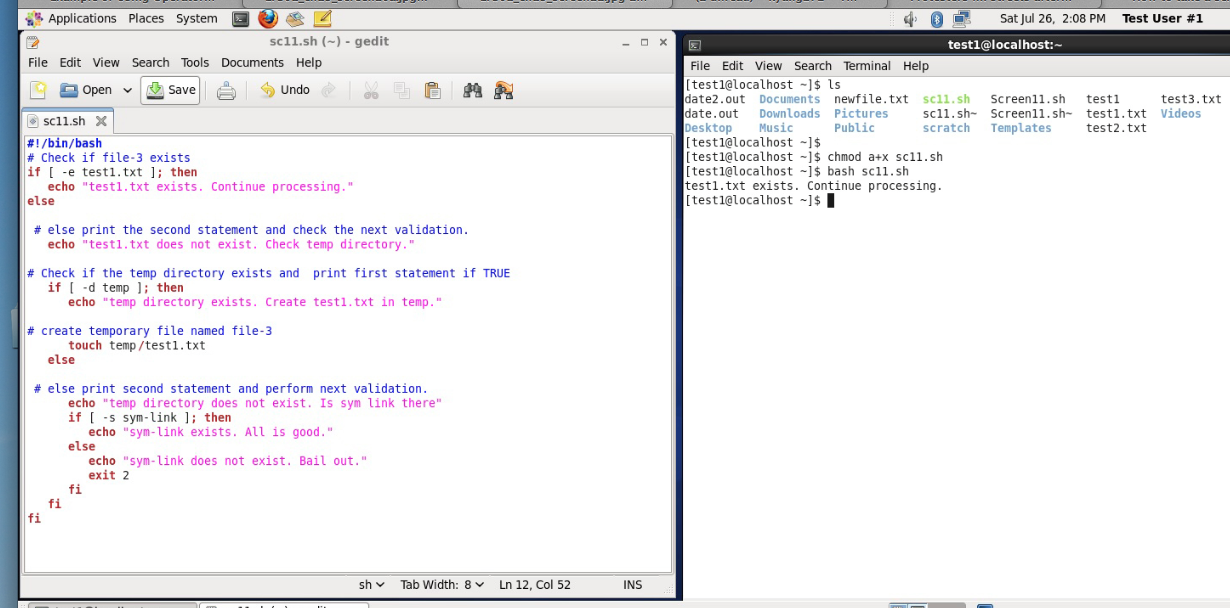 Applications Places System Sat Jul 26, 2:08 PM Test User #1
sc11.sh (~) - gedit
File Edit View Search Tools Documents Help
Open Save Undo
sc11.sh
#!/bin/bash
# Check if file-3 exists
if [ -e test1.txt ]; then
   echo "test1.txt exists. Continue processing."
else
 # else print the second statement and check the next validation.
   echo "test1.txt does not exist. Check temp directory."
# Check if the temp directory exists and  print first statement if TRUE
   if [ -d temp ]; then
      echo "temp directory exists. Create test1.txt in temp."
# create temporary file named file-3
      touch temp/test1.txt
   else
 # else print second statement and perform next validation.
      echo "temp directory does not exist. Is sym link there"
      if [ -s sym-link ]; then
         echo "sym-link exists. All is good."
      else
         echo "sym-link does not exist. Bail out."
         exit 2
      fi
   fi
fi
sh Tab Width: 8 Ln 12, Col 52 INS
test1@localhost:~
File Edit View Search Terminal Help
[test1@localhost ~]$ ls
date2.out Documents newfile.txt sc11.sh Screen11.sh test1 test3.txt
date.out Downloads Pictures sc11.sh~ Screen11.sh~ test1.txt Videos
Desktop Music Public scratch Templates test2.txt
[test1@localhost ~]$
[test1@localhost ~]$ chmod a+x sc11.sh
[test1@localhost ~]$ bash sc11.sh
test1.txt exists. Continue processing.
[test1@localhost ~]$